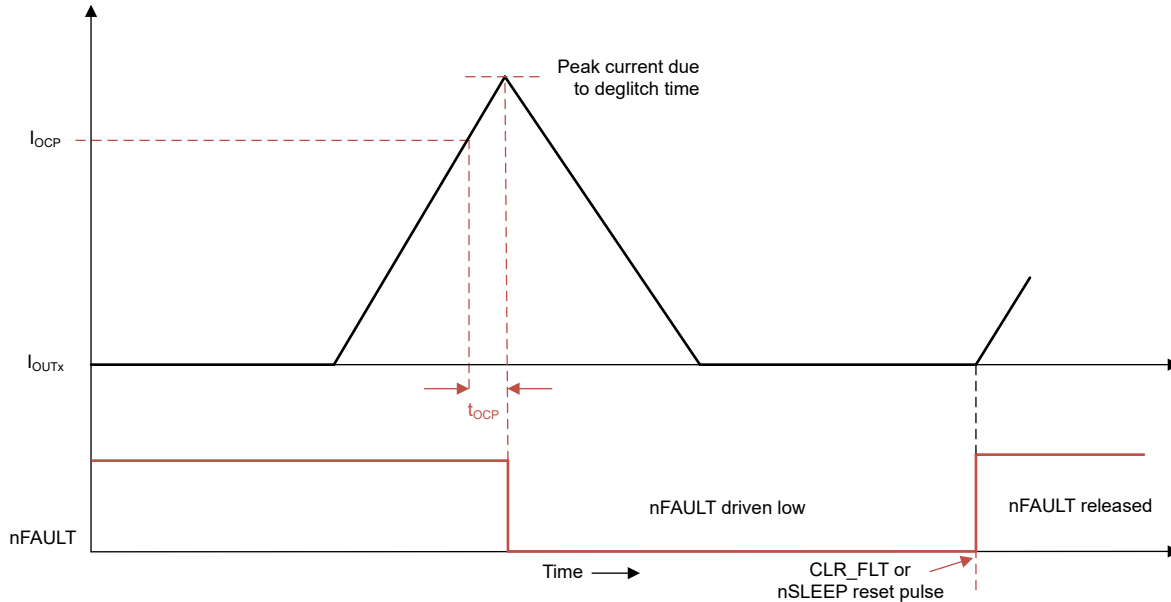 Peak current due
to deglitch time
IOCP
IOUTx
tOCP
nFAULT driven low
nFAULT released
nFAULT
Time
CLR_FLT or
nSLEEP reset pulse